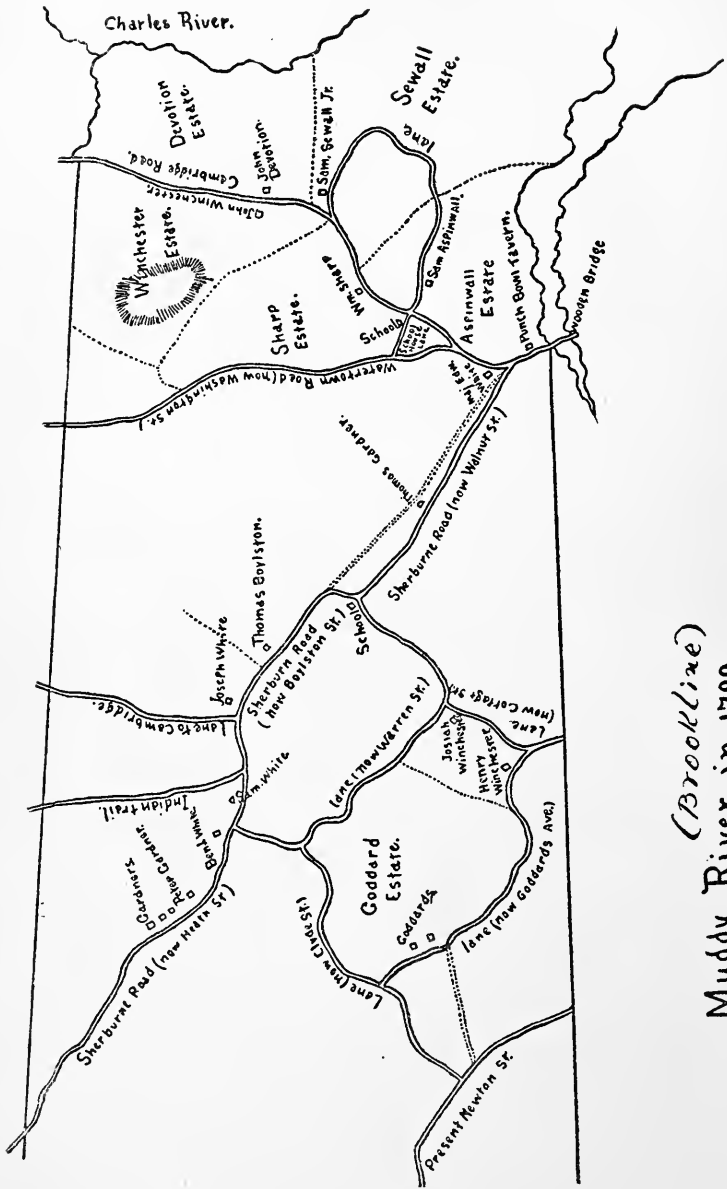 Charles River.
Devotion
Estate.
Sewall
Estate.
Cambridge Road.
John Winchester
John
Devotion.
Sam. Sewall Jr.
lane
Winchester
Estate.
Wm. Sharp
Sam Aspinwall.
Sharp
Estate.
School
School
House
Lane
Aspinwall
Estate
Punch Bowl Tavern.
Wooden Bridge
Watertown Road (now Washington St.)
White
Thomas Gardner.
Sherburne Road (now Walnut St.)
Thomas Boylston.
Joseph White
Sherburn Road
(now Boylston St.)
School
Lane to Cambridge.
Indian trail.
Sam. White
Lane (now Warren St.)
Josiah
Winchester
Henry
Winchester
Lane
(now Cottage St.)
Gardners.
Peter Gardner.
Benj. White.
Sherburne Road (now Heath St.)
Goddard
Estate.
Goddards
Lane (now Clyde St.)
lane (now Goddards Ave.)
Present Newton St.
(Brookline)
Muddy River in 1700